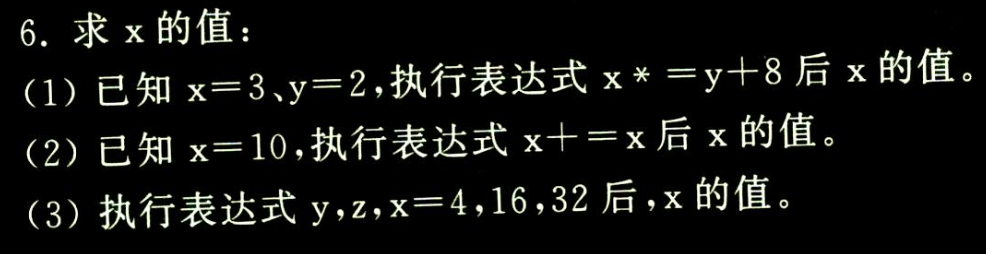 6. 求 x 的值：
(1) 已知 x=3、y=2,执行表达式 x*=y+8 后 x 的值。
(2) 已知 x=10,执行表达式 x+=x 后 x 的值。
(3) 执行表达式 y,z,x=4,16,32 后,x 的值。